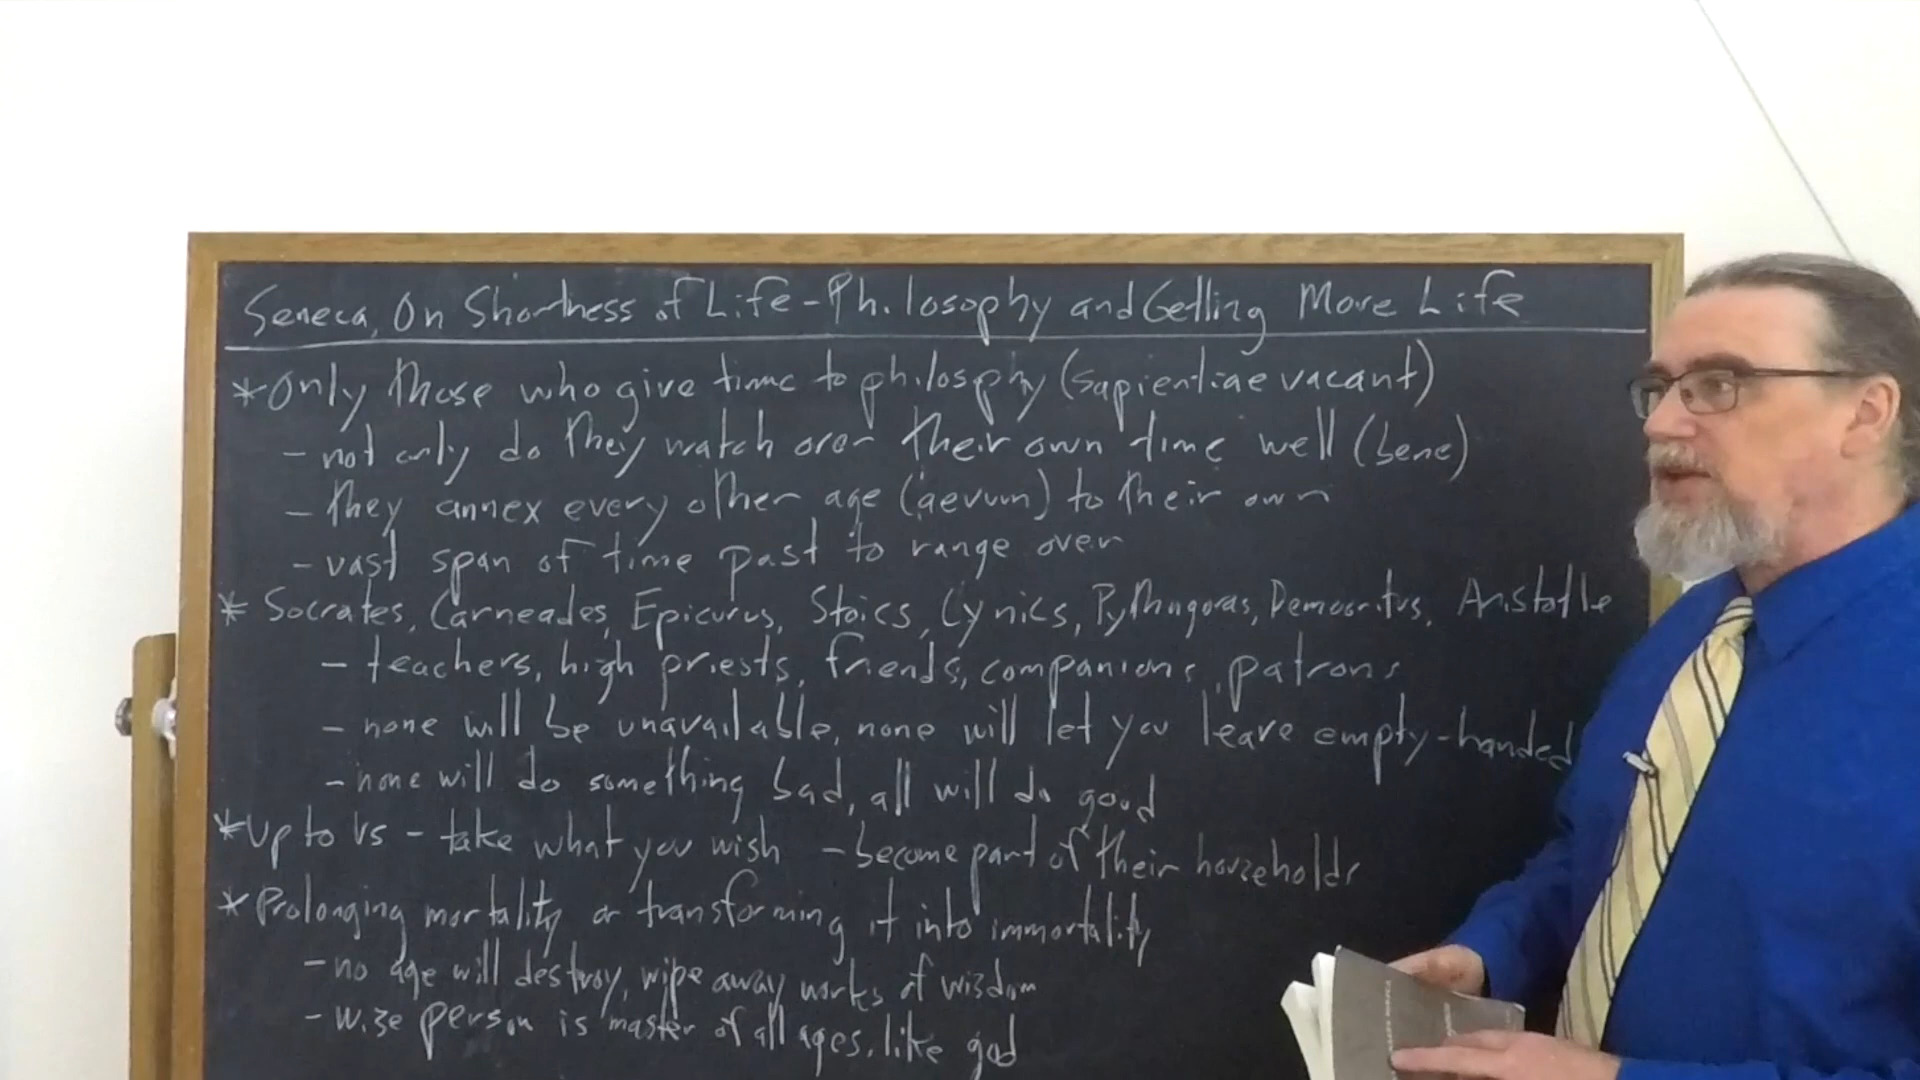 Seneca, On Shortness of Life - Philosophy and Getting More Life
* Only those who give time to philosphy (sapientiae vacant)
- not only do they watch over their own time well (bene)
- they annex every other age (aevum) to their own
- vast span of time past to range over
* Socrates, Carneades, Epicurus, Stoics, Cynics, Pythagoras, Democritus, Aristotle
- teachers, high priests, friends, companions, patrons
- none will be unavailable, none will let you leave empty-handed
- none will do something bad, all will do good
* Up to us - take what you wish - become part of their households
* Prolonging mortality or transforming it into immortality
- no age will destroy, wipe away works of wisdom
- wise person is master of all ages, like god